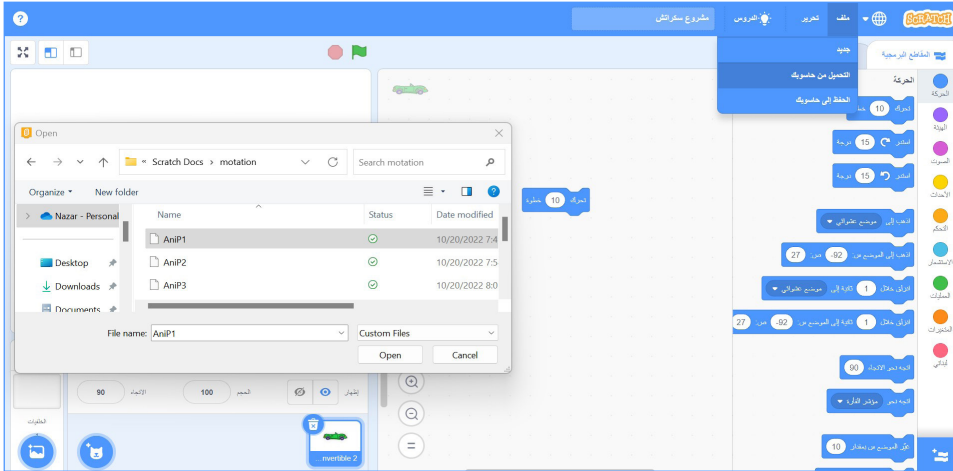 SCRATCH
ملف
تحرير
الدروس
مشروع سكراتش
?
جديد
التحميل من حاسوبك
الحفظ إلى حاسوبك
المقاطع البرمجية
الحركة
الحركة
الهيئة
الصوت
الأحداث
التحكم
الاستشعار
العمليات
المتغيرات
لبناتي
تحرك 10
استدر 15 درجة
استدر 15 درجة
اذهب إلى موضع عشوائي
اذهب إلى الموضع س: -92 ص: 27
انزلق خلال 1 ثانية إلى موضع عشوائي
انزلق خلال 1 ثانية إلى الموضع س: -92 ص: 27
اتجه نحو الاتجاه 90
اتجه نحو مؤشر الفأرة
غيّر الموضع س بمقدار 10
تحرك 10 خطوة
Open
« Scratch Docs > motation
Search motation
Organize
New folder
?
Nazar - Personal
Desktop
Downloads
Documents
Name Status Date modified
AniP1 10/20/2022 7:4
AniP2 10/20/2022 7:5
AniP3 10/20/2022 8:0
File name: AniP1
Custom Files
Open
Cancel
إظهار
الحجم 100
الاتجاه 90
الخلفيات
nvertible 2...